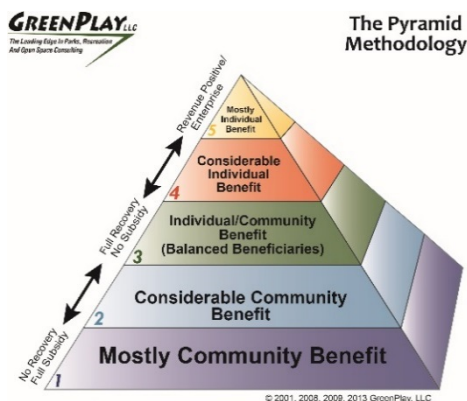 GREENPLAY LLC
The Leading Edge In Parks, Recreation
And Open Space Consulting
The Pyramid
Methodology
Revenue Positive/
Enterprise
5
Mostly
Individual
Benefit
4
Considerable
Individual
Benefit
Full Recovery
No Subsidy
3
Individual/Community
Benefit
(Balanced Beneficiaries)
2
Considerable Community
Benefit
No Recovery
Full Subsidy
1
Mostly Community Benefit
© 2001, 2008, 2009, 2013 GreenPlay, LLC